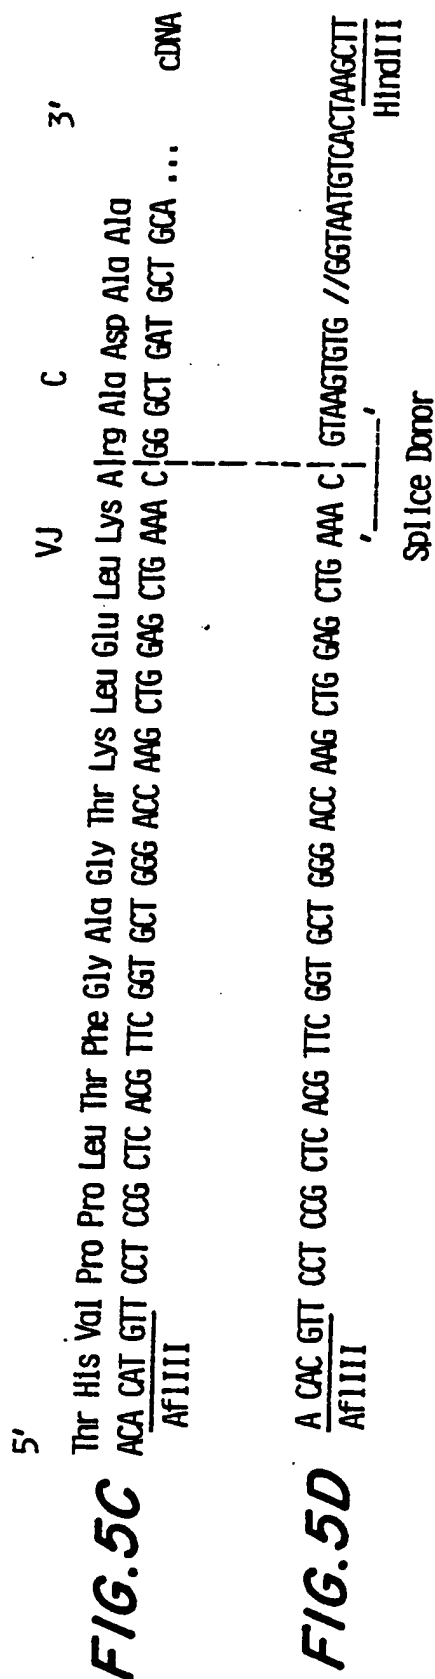 5' VJ C 3'
FIG. 5C
Thr His Val Pro Pro Leu Thr Phe Gly Ala Gly Thr Lys Leu Glu Leu Lys A|rg Ala Asp Ala Ala
ACA CAT GTT CCT CCG CTC ACG TTC GGT GCT GGG ACC AAG CTG GAG CTG AAA C|GG GCT GAT GCT GCA ... cDNA
AflIII
FIG. 5D
A CAC GTT CCT CCG CTC ACG TTC GGT GCT GGG ACC AAG CTG GAG CTG AAA C| GTAAGTGTG //GGTAATGTCACTAAGCTT
AflIII HindIII
Splice Donor